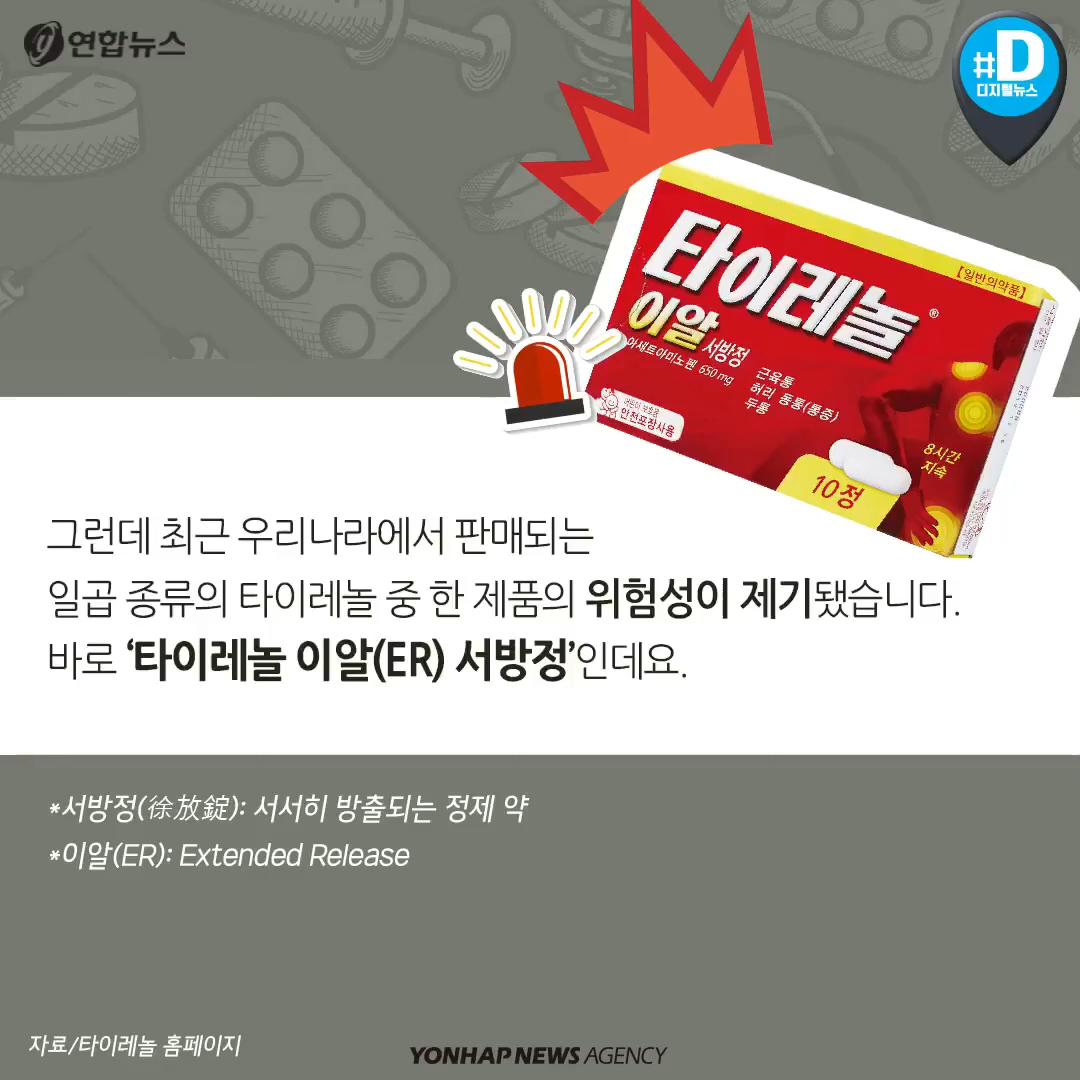 연합뉴스
#D
디지털뉴스
【일반의약품】
타이레놀®
이알 서방정
아세트아미노펜 650 mg
근육통
허리 동통(통증)
두통
어린이 보호용
안전포장사용
8시간
지속
10정
그런데 최근 우리나라에서 판매되는
일곱 종류의 타이레놀 중 한 제품의 위험성이 제기됐습니다.
바로 ‘타이레놀 이알(ER) 서방정’인데요.
*서방정(徐放錠): 서서히 방출되는 정제 약
*이알(ER): Extended Release
자료/타이레놀 홈페이지
YONHAP NEWS AGENCY